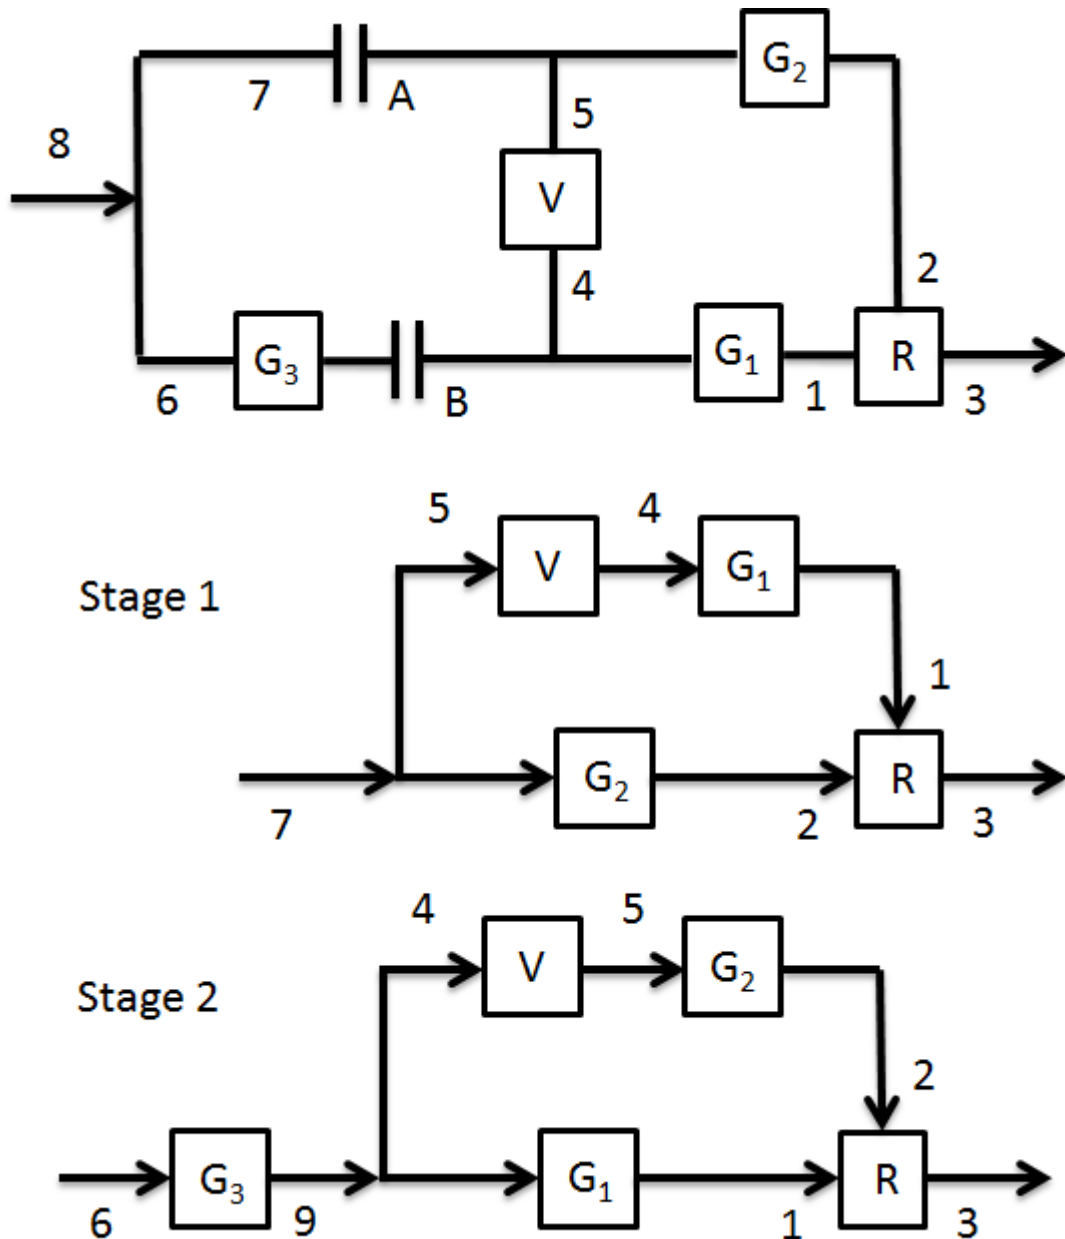 7 A 5 G₂
8 V
4 2
G₃ G₁ R
6 B 1 3
5 V 4 G₁
Stage 1
1
G₂ R
7 2 3
4 V 5 G₂
Stage 2
2
G₃ G₁ R
6 9 1 3